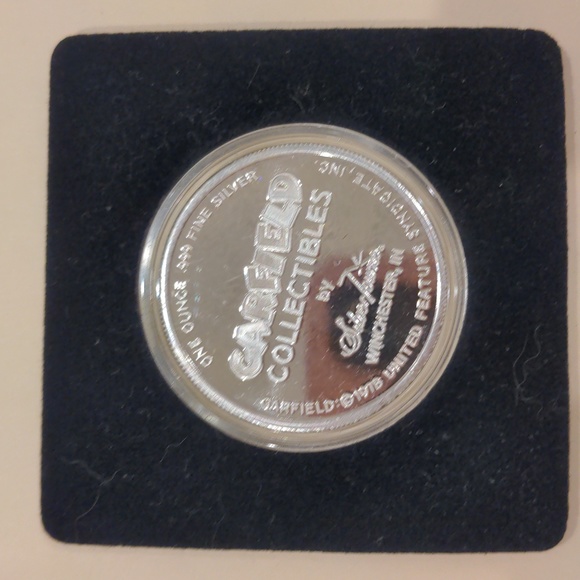 ONE OUNCE .999 FINE SILVER
GARFIELD
COLLECTIBLES
BY
WINCHESTER, IN
GARFIELD: © 1978 UNITED FEATURE SYNDICATE, INC.